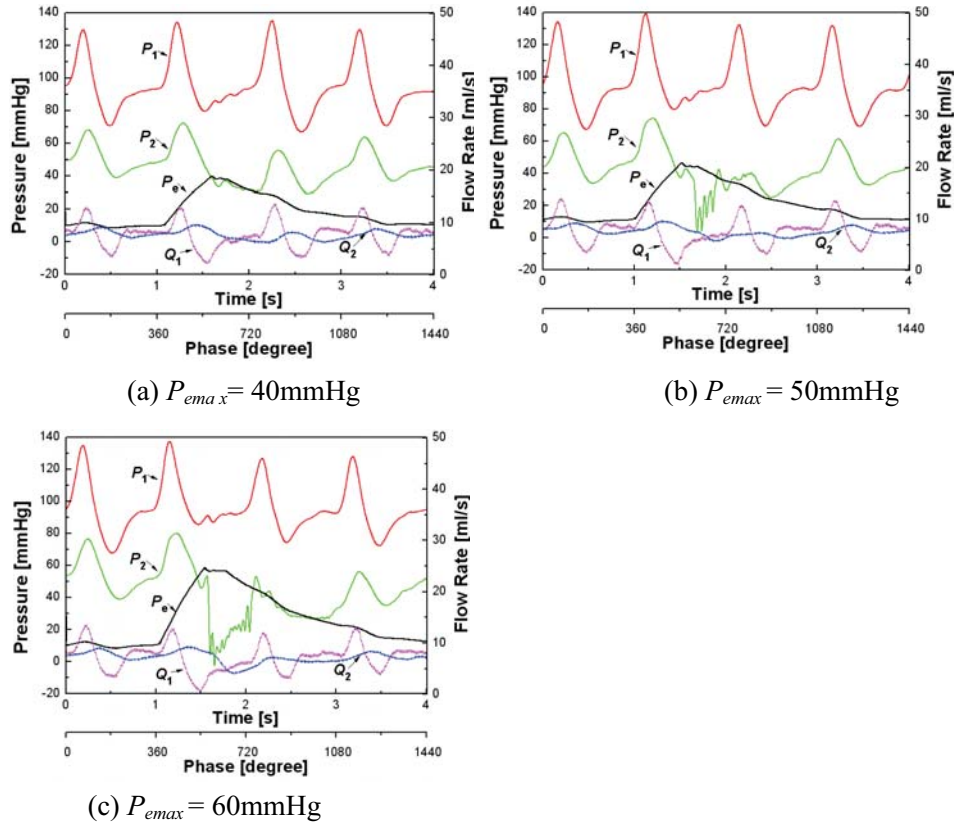 140
120
100
80
60
40
20
0
-20
Pressure [mmHg]
50
40
30
20
10
0
Flow Rate [ml/s]
P1
P2
Pe
Q1
Q2
0 1 2 3 4
Time [s]
0 360 720 1080 1440
Phase [degree]
(a) Pema x= 40mmHg
140
120
100
80
60
40
20
0
-20
Pressure [mmHg]
50
40
30
20
10
0
Flow Rate [ml/s]
P1
P2
Pe
Q1
Q2
0 1 2 3 4
Time [s]
0 360 720 1080 1440
Phase [degree]
(b) Pemax = 50mmHg
140
120
100
80
60
40
20
0
-20
Pressure [mmHg]
50
40
30
20
10
0
Flow Rate [ml/s]
P1
P2
Pe
Q1
Q2
0 1 2 3 4
Time [s]
0 360 720 1080 1440
Phase [degree]
(c) Pemax = 60mmHg